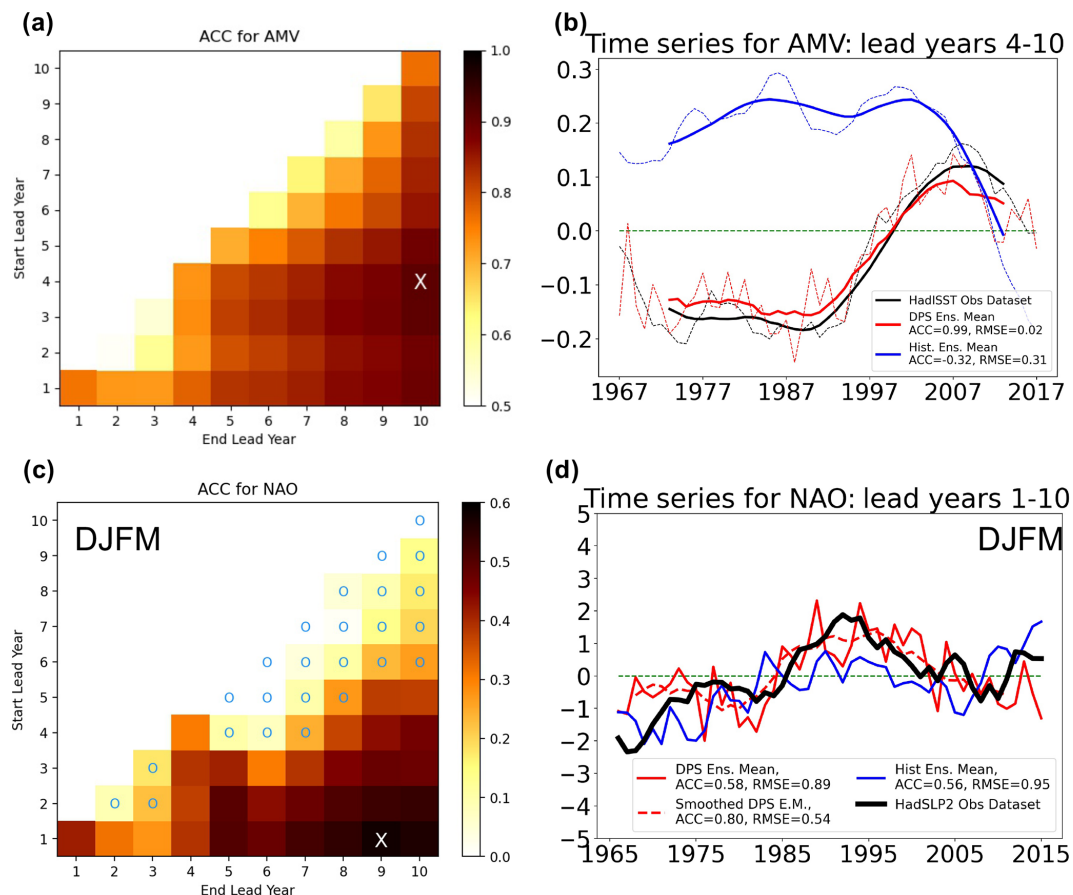 (a)
ACC for AMV
Start Lead Year
10
9
8
7
6
5
4
3
2
1
X
1 2 3 4 5 6 7 8 9 10
End Lead Year
1.0
0.9
0.8
0.7
0.6
0.5
(b)
Time series for AMV: lead years 4-10
0.3
0.2
0.1
0.0
−0.1
−0.2
HadISST Obs Dataset
DPS Ens. Mean
ACC=0.99, RMSE=0.02
Hist. Ens. Mean
ACC=-0.32, RMSE=0.31
1967 1977 1987 1997 2007 2017
(c)
ACC for NAO
DJFM
Start Lead Year
10 O
9 O O
8 O O O
7 O O O O
6 O O O O O
5 O O O O
4 O O O
3 O
2 O O
1 X
1 2 3 4 5 6 7 8 9 10
End Lead Year
0.6
0.5
0.4
0.3
0.2
0.1
0.0
(d)
Time series for NAO: lead years 1-10
DJFM
5
4
3
2
1
0
−1
−2
−3
−4
−5
DPS Ens. Mean,
ACC=0.58, RMSE=0.89
Smoothed DPS E.M.,
ACC=0.80, RMSE=0.54
Hist Ens. Mean,
ACC=0.56, RMSE=0.95
HadSLP2 Obs Dataset
1965 1975 1985 1995 2005 2015